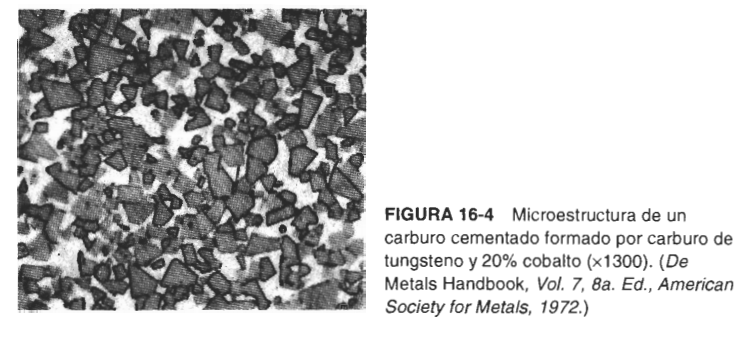 FIGURA 16-4 Microestructura de un
carburo cementado formado por carburo de
tungsteno y 20% cobalto (×1300). (De
Metals Handbook, Vol. 7, 8a. Ed., American
Society for Metals, 1972.)